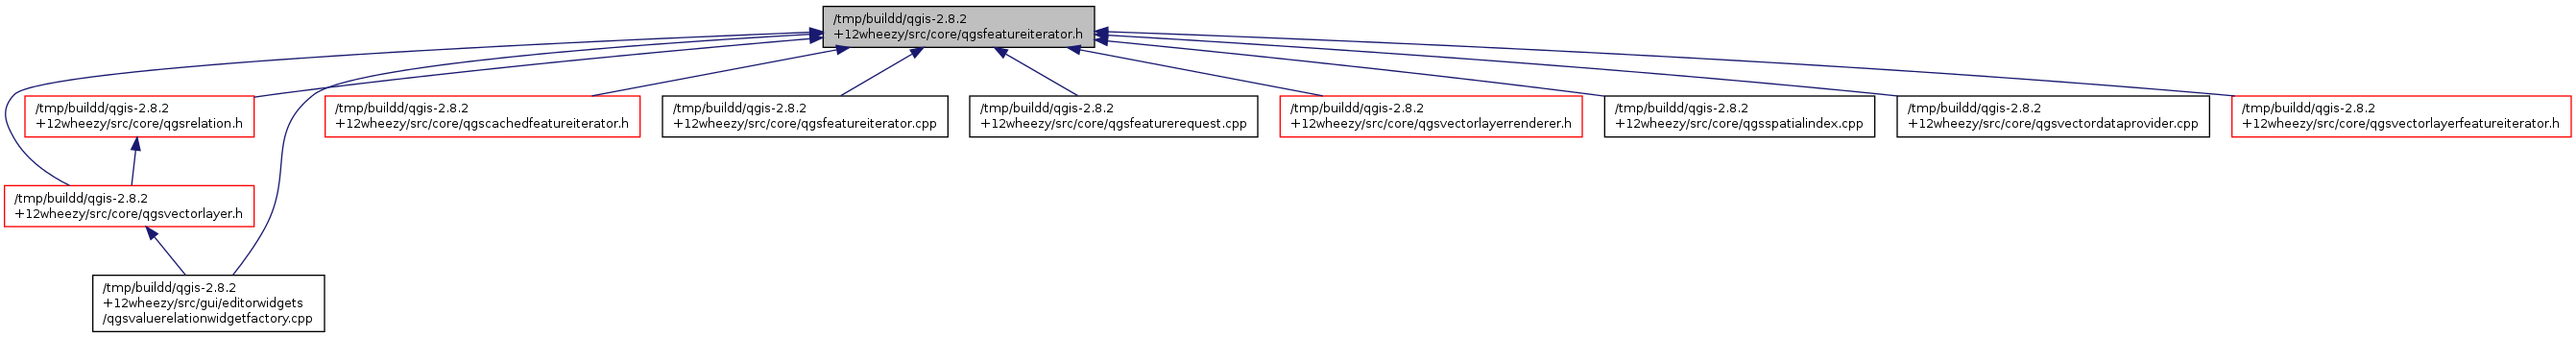 /tmp/buildd/qgis-2.8.2
+12wheezy/src/core/qgsfeatureiterator.h
/tmp/buildd/qgis-2.8.2
+12wheezy/src/core/qgsrelation.h
/tmp/buildd/qgis-2.8.2
+12wheezy/src/core/qgscachedfeatureiterator.h
/tmp/buildd/qgis-2.8.2
+12wheezy/src/core/qgsfeatureiterator.cpp
/tmp/buildd/qgis-2.8.2
+12wheezy/src/core/qgsfeaturerequest.cpp
/tmp/buildd/qgis-2.8.2
+12wheezy/src/core/qgsvectorlayerrenderer.h
/tmp/buildd/qgis-2.8.2
+12wheezy/src/core/qgsspatialindex.cpp
/tmp/buildd/qgis-2.8.2
+12wheezy/src/core/qgsvectordataprovider.cpp
/tmp/buildd/qgis-2.8.2
+12wheezy/src/core/qgsvectorlayerfeatureiterator.h
/tmp/buildd/qgis-2.8.2
+12wheezy/src/core/qgsvectorlayer.h
/tmp/buildd/qgis-2.8.2
+12wheezy/src/gui/editorwidgets
/qgsvaluerelationwidgetfactory.cpp